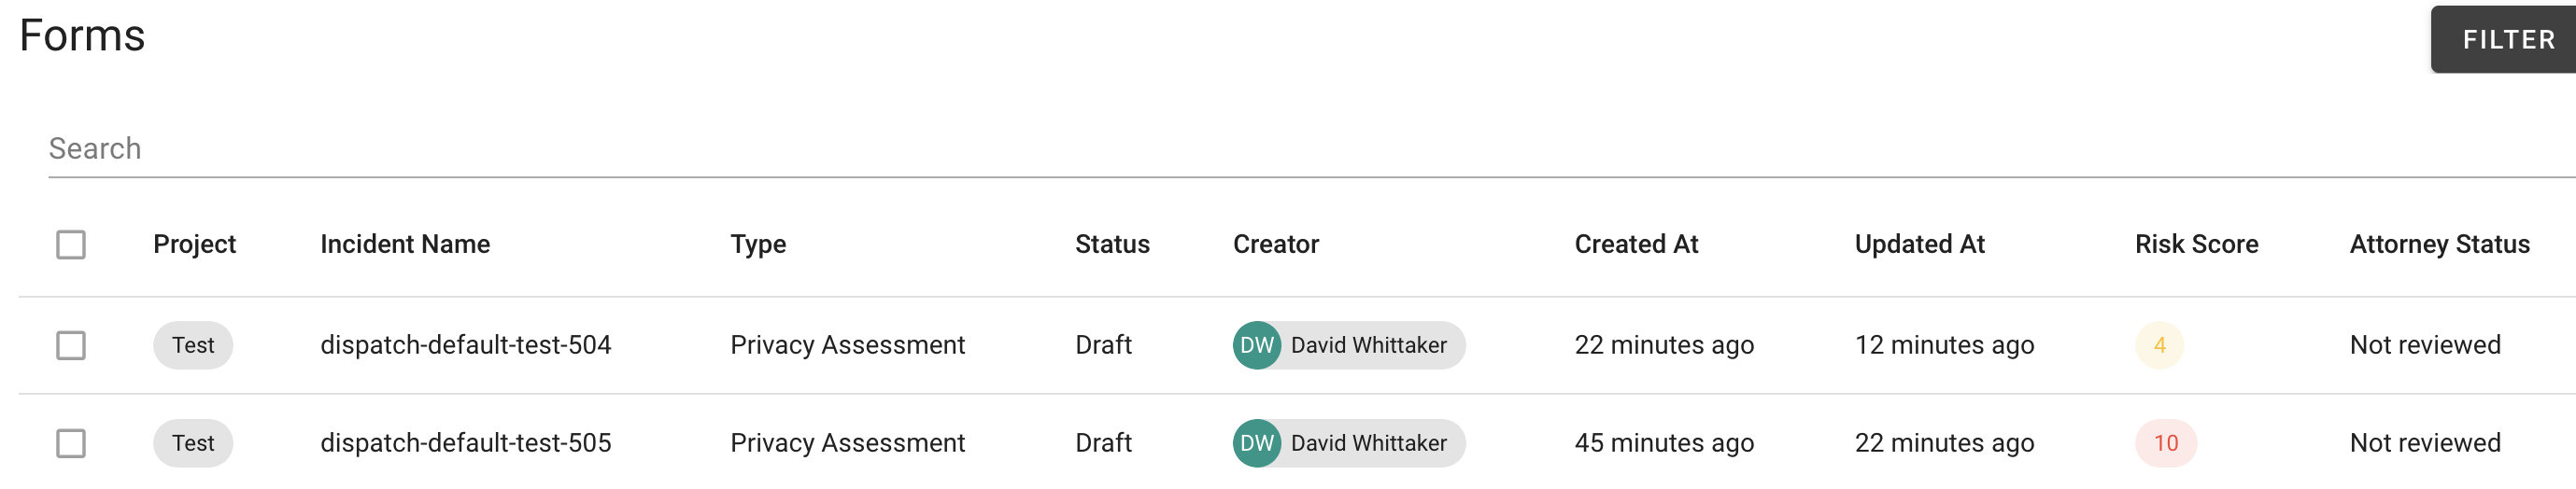 Forms
FILTER
Search
Project Incident Name Type Status Creator Created At Updated At Risk Score Attorney Status
Test dispatch-default-test-504 Privacy Assessment Draft DW David Whittaker 22 minutes ago 12 minutes ago 4 Not reviewed
Test dispatch-default-test-505 Privacy Assessment Draft DW David Whittaker 45 minutes ago 22 minutes ago 10 Not reviewed